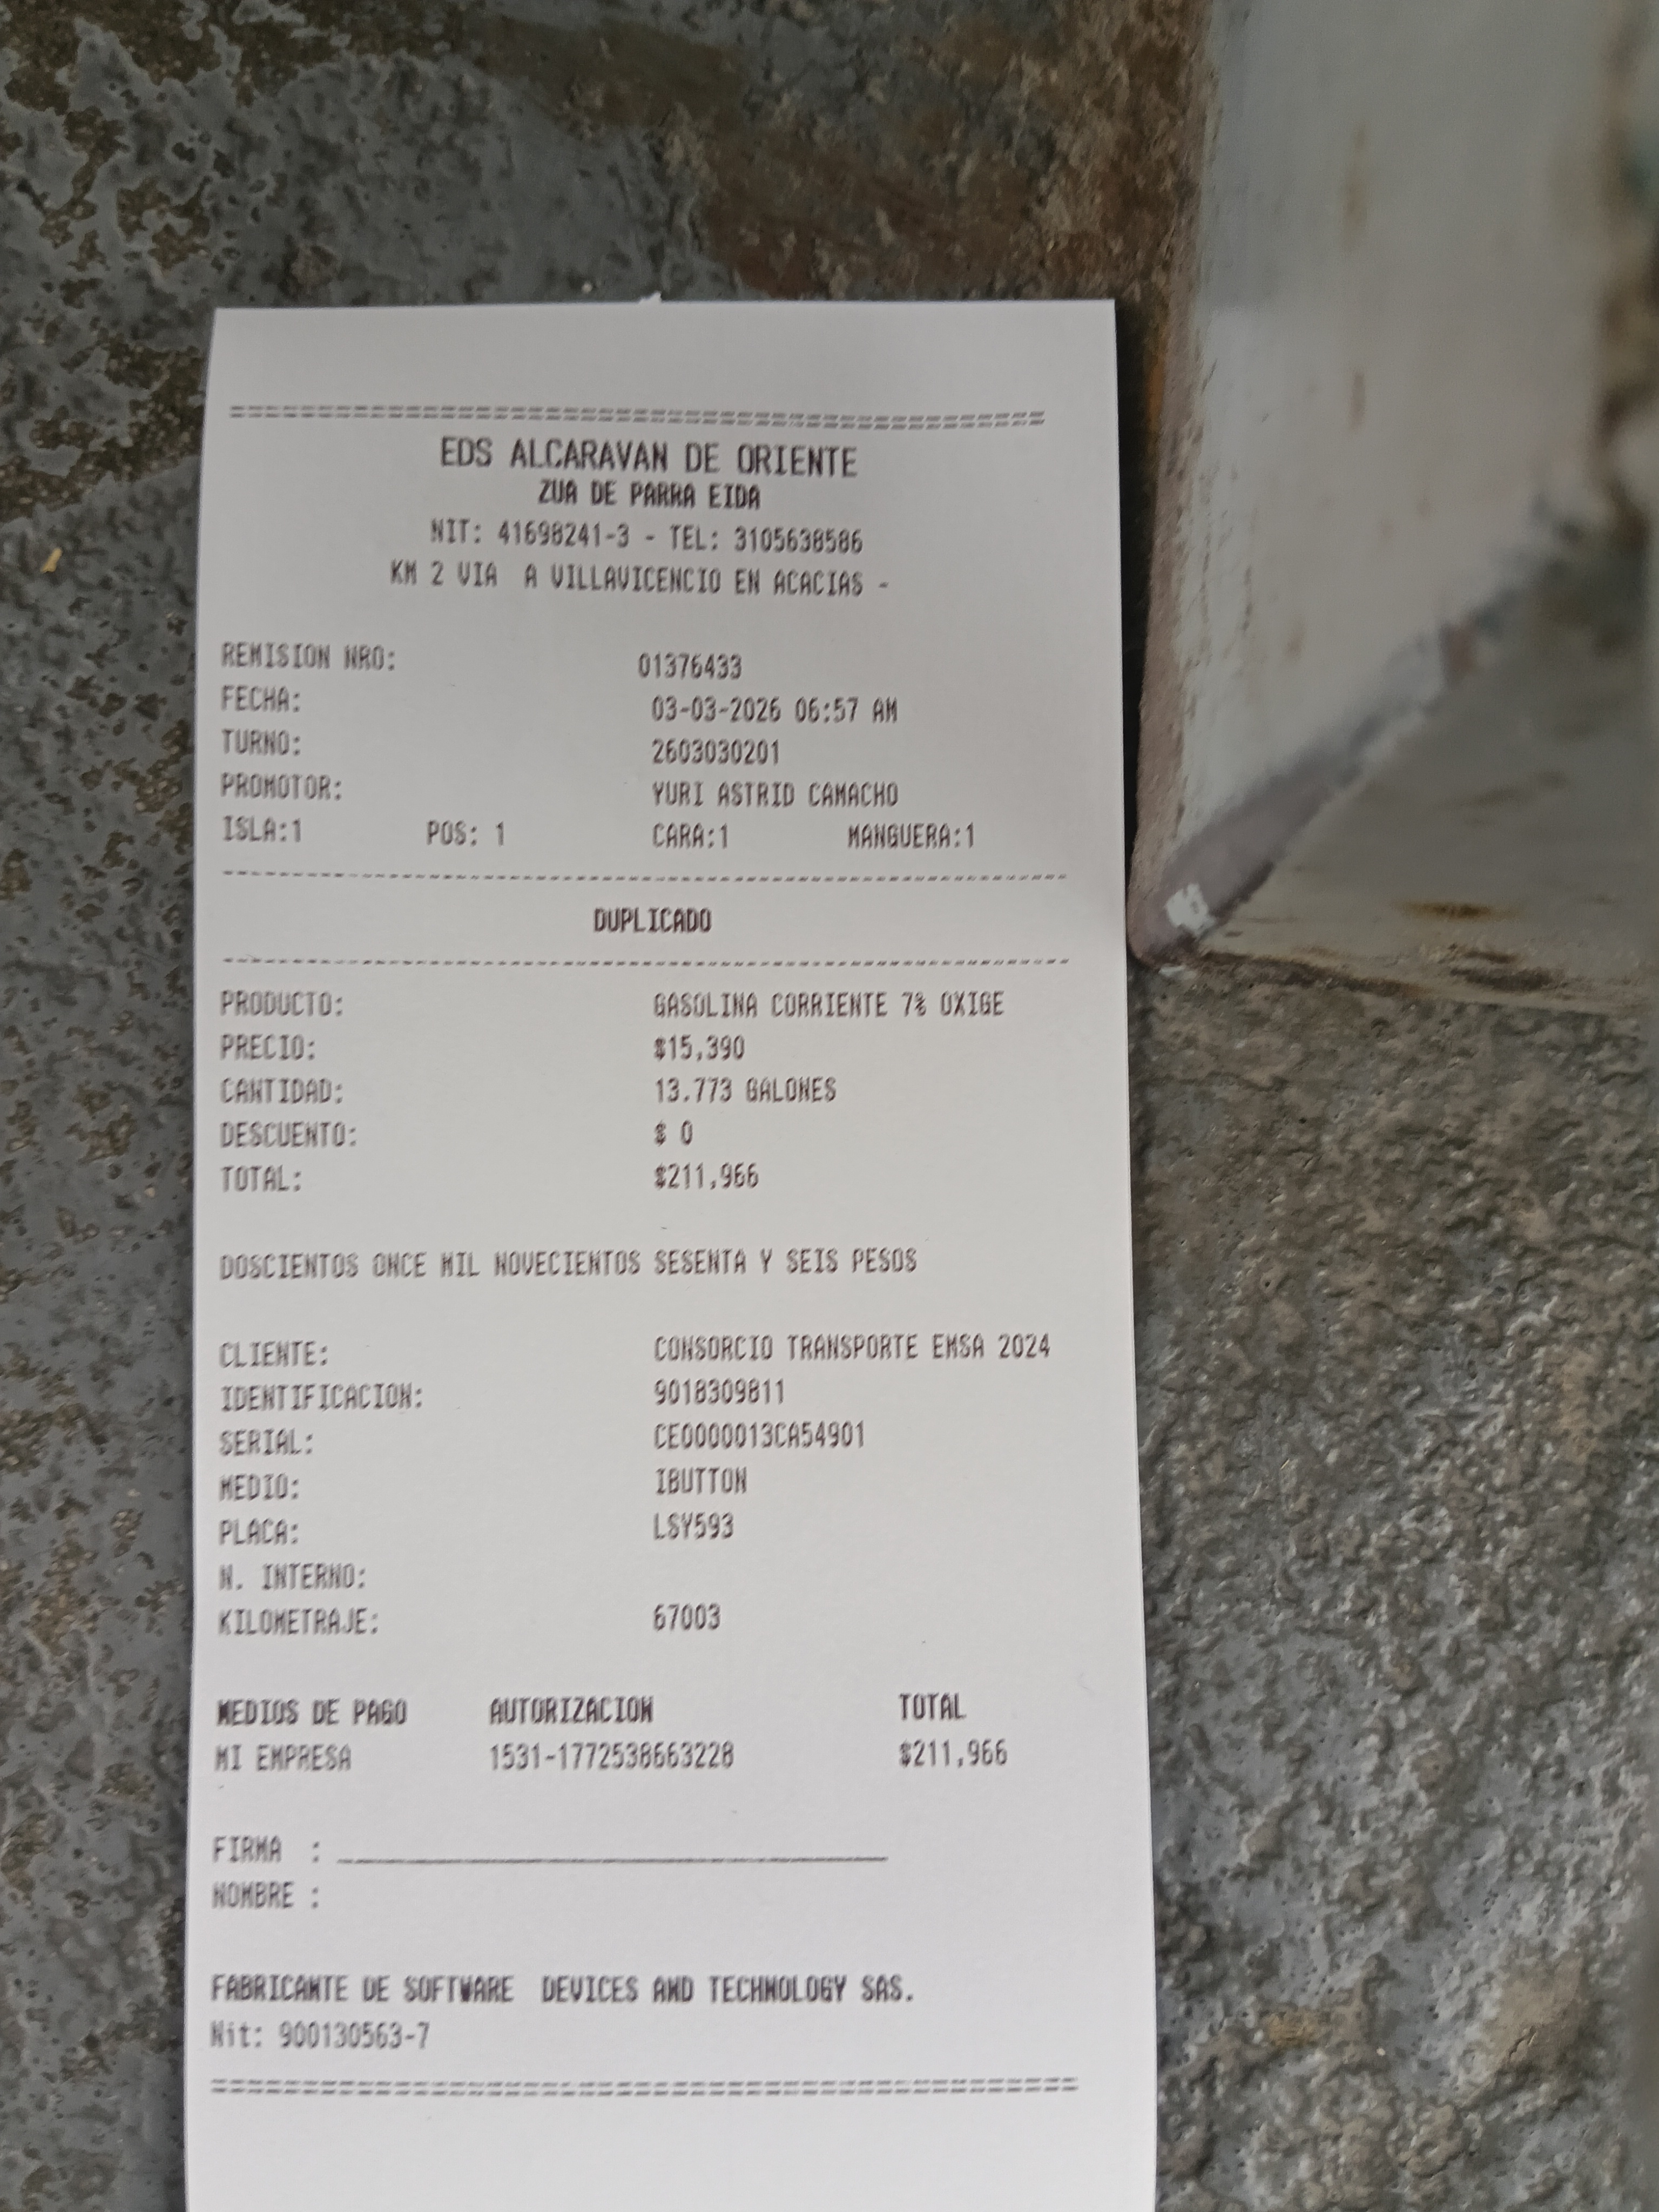 ================================================
EDS ALCARAVAN DE ORIENTE
ZUA DE PARRA EIDA
NIT: 41698241-3 - TEL: 3105638586
KM 2 VIA  A VILLAVICENCIO EN ACACIAS -
REMISION NRO: 01376433
FECHA: 03-03-2026 06:57 AM
TURNO: 2603030201
PROMOTOR: YURI ASTRID CAMACHO
ISLA:1 POS: 1 CARA:1 MANGUERA:1
------------------------------------------------
DUPLICADO
------------------------------------------------
PRODUCTO: GASOLINA CORRIENTE 7% OXIGE
PRECIO: $15,390
CANTIDAD: 13.773 GALONES
DESCUENTO: $ 0
TOTAL: $211,966
DOSCIENTOS ONCE MIL NOVECIENTOS SESENTA Y SEIS PESOS
CLIENTE: CONSORCIO TRANSPORTE EMSA 2024
IDENTIFICACION: 9018309811
SERIAL: CE0000013CA54901
MEDIO: IBUTTON
PLACA: LSY593
N. INTERNO:
KILOMETRAJE: 67003
MEDIOS DE PAGO AUTORIZACION TOTAL
MI EMPRESA 1531-1772538663228 $211,966
FIRMA : ________________________________
NOMBRE :
FABRICANTE DE SOFTWARE  DEVICES AND TECHNOLOGY SAS.
Nit: 900130563-7
================================================